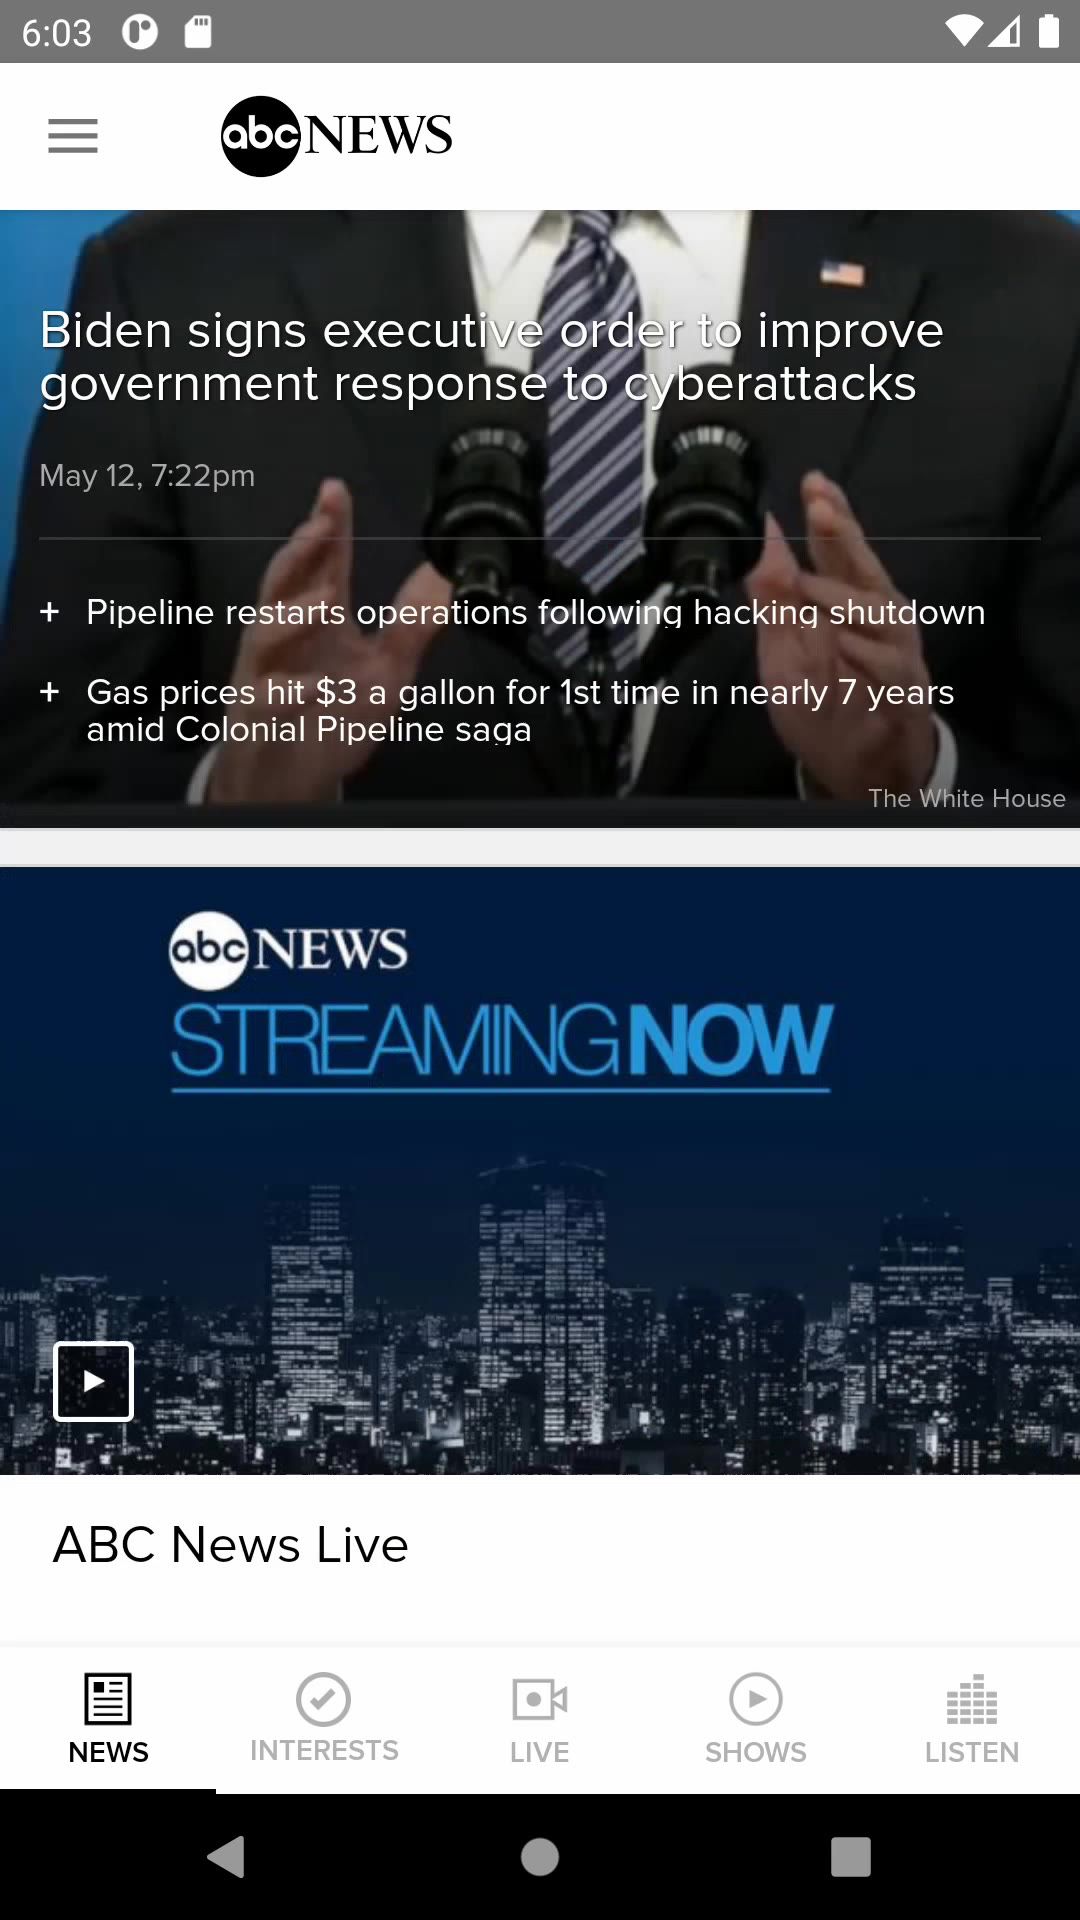 6:03
abc NEWS
Biden signs executive order to improve
government response to cyberattacks
May 12, 7:22pm
+ Pipeline restarts operations following hacking shutdown
+ Gas prices hit $3 a gallon for 1st time in nearly 7 years
amid Colonial Pipeline saga
The White House
abc NEWS
STREAMING NOW
ABC News Live
NEWS INTERESTS LIVE SHOWS LISTEN